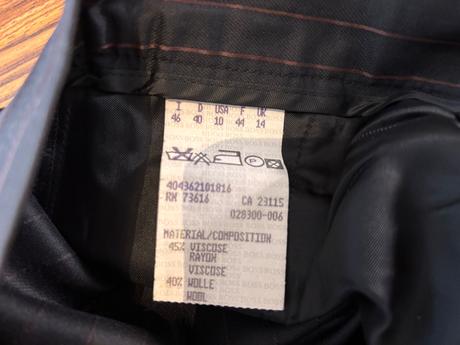 I D USA F UK
46 40 10 44 14
404362101816
RN 73616 CA 23115
028300-006
MATERIAL/COMPOSITION
45% VISCOSE
RAYON
VISCOSE
40% WOLLE
WOOL